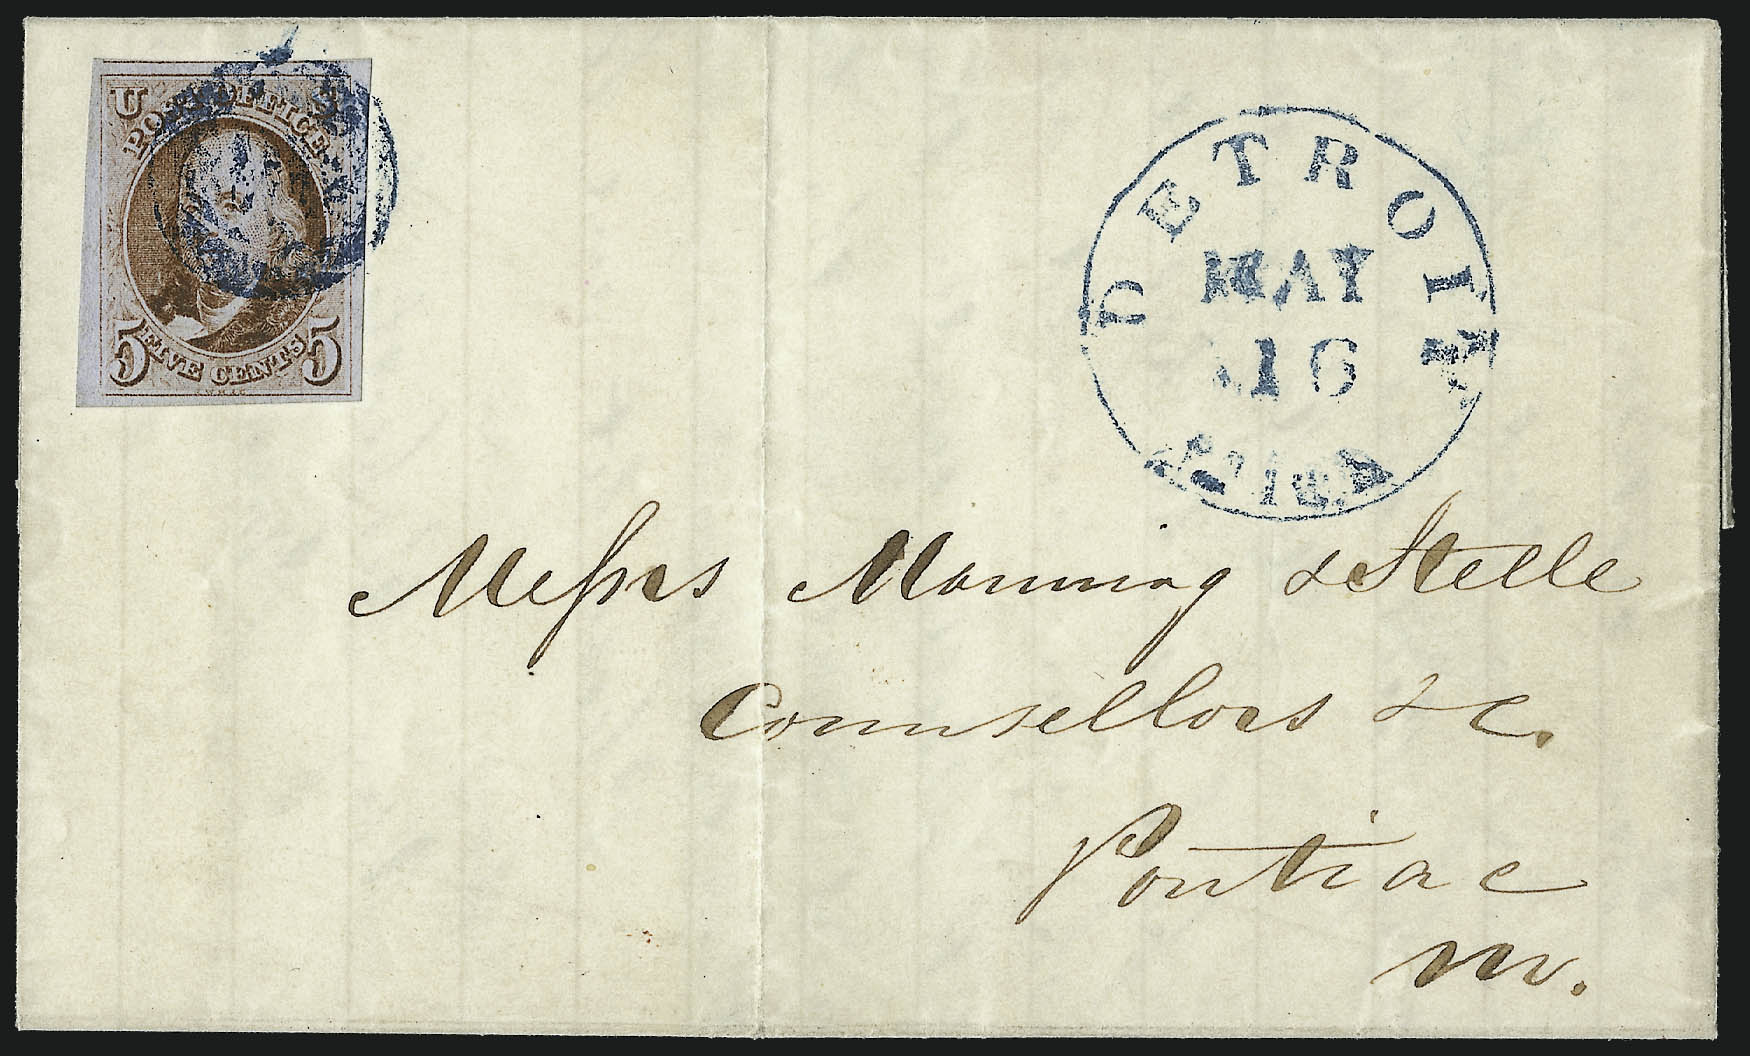 U S
POST OFFICE
5 FIVE CENTS 5
DETROIT
MAY
16
Messrs Manning & Stelle
Counsellors &c.
Pontiac